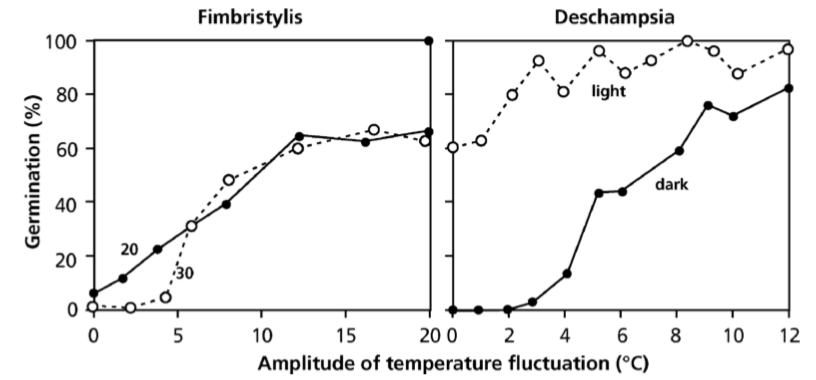 Fimbristylis
Deschampsia
Germination (%)
100
80
60
40
20
0
20
30
light
dark
0 5 10 15 20
0 2 4 6 8 10 12
Amplitude of temperature fluctuation (°C)